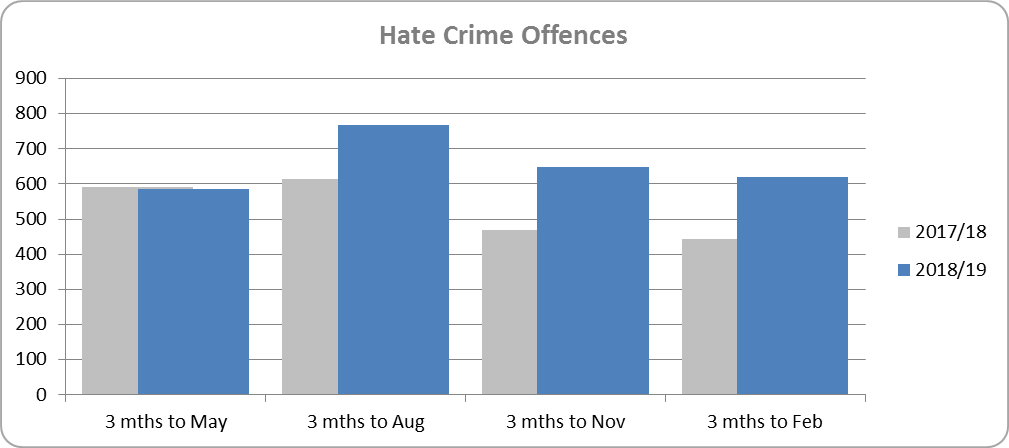 Hate Crime Offences
900
800
700
600
500
400
300
200
100
0
3 mths to May
3 mths to Aug
3 mths to Nov
3 mths to Feb
2017/18
2018/19